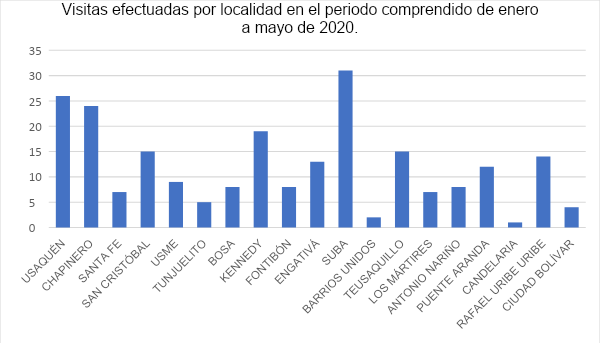 Visitas efectuadas por localidad en el periodo comprendido de enero
a mayo de 2020.
35
30
25
20
15
10
5
0
USAQUÉN
CHAPINERO
SANTA FE
SAN CRISTÓBAL
USME
TUNJUELITO
BOSA
KENNEDY
FONTIBÓN
ENGATIVÁ
SUBA
BARRIOS UNIDOS
TEUSAQUILLO
LOS MÁRTIRES
ANTONIO NARIÑO
PUENTE ARANDA
CANDELARIA
RAFAEL URIBE URIBE
CIUDAD BOLÍVAR